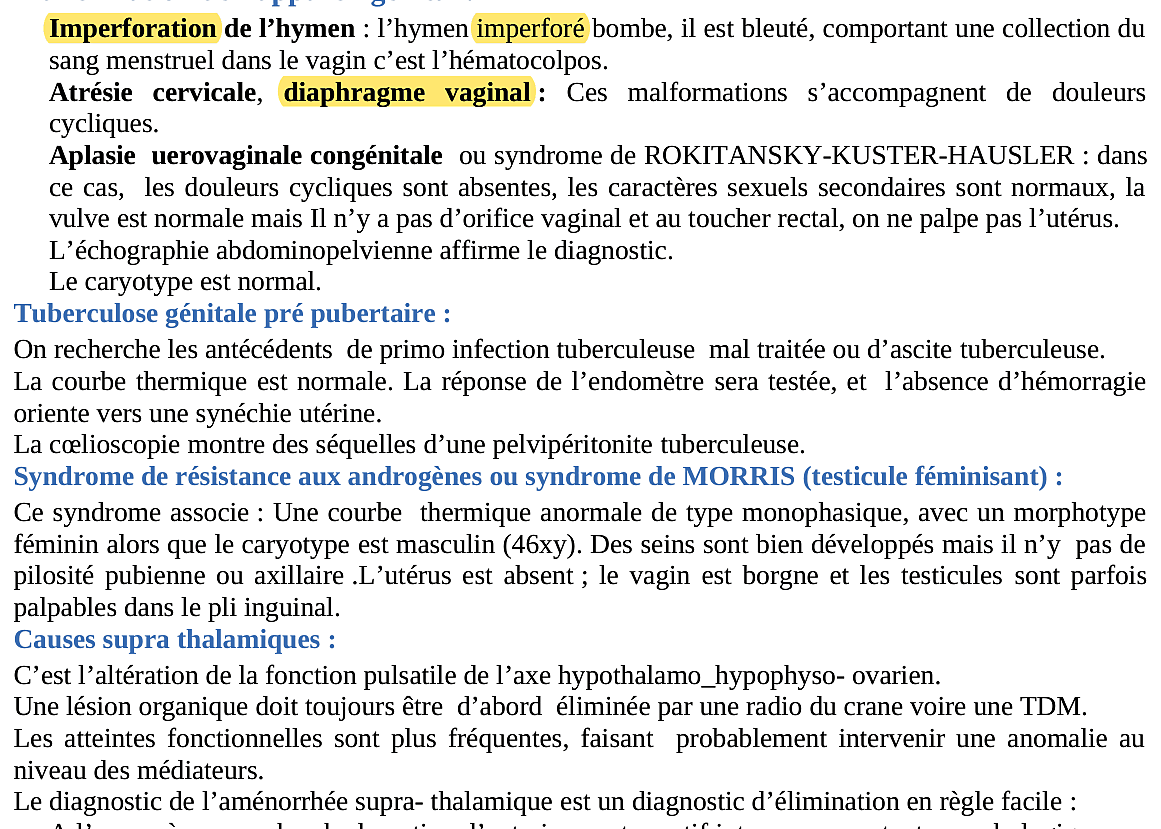 Imperforation de l’hymen : l’hymen imperforé bombe, il est bleuté, comportant une collection du
sang menstruel dans le vagin c’est l’hématocolpos.
Atrésie cervicale, diaphragme vaginal : Ces malformations s’accompagnent de douleurs
cycliques.
Aplasie uerovaginale congénitale ou syndrome de ROKITANSKY-KUSTER-HAUSLER : dans
ce cas, les douleurs cycliques sont absentes, les caractères sexuels secondaires sont normaux, la
vulve est normale mais Il n’y a pas d’orifice vaginal et au toucher rectal, on ne palpe pas l’utérus.
L’échographie abdominopelvienne affirme le diagnostic.
Le caryotype est normal.
Tuberculose génitale pré pubertaire :
On recherche les antécédents de primo infection tuberculeuse mal traitée ou d’ascite tuberculeuse.
La courbe thermique est normale. La réponse de l’endomètre sera testée, et l’absence d’hémorragie
oriente vers une synéchie utérine.
La cœlioscopie montre des séquelles d’une pelvipéritonite tuberculeuse.
Syndrome de résistance aux androgènes ou syndrome de MORRIS (testicule féminisant) :
Ce syndrome associe : Une courbe thermique anormale de type monophasique, avec un morphotype
féminin alors que le caryotype est masculin (46xy). Des seins sont bien développés mais il n’y pas de
pilosité pubienne ou axillaire .L’utérus est absent ; le vagin est borgne et les testicules sont parfois
palpables dans le pli inguinal.
Causes supra thalamiques :
C’est l’altération de la fonction pulsatile de l’axe hypothalamo_hypophyso- ovarien.
Une lésion organique doit toujours être d’abord éliminée par une radio du crane voire une TDM.
Les atteintes fonctionnelles sont plus fréquentes, faisant probablement intervenir une anomalie au
niveau des médiateurs.
Le diagnostic de l’aménorrhée supra- thalamique est un diagnostic d’élimination en règle facile :